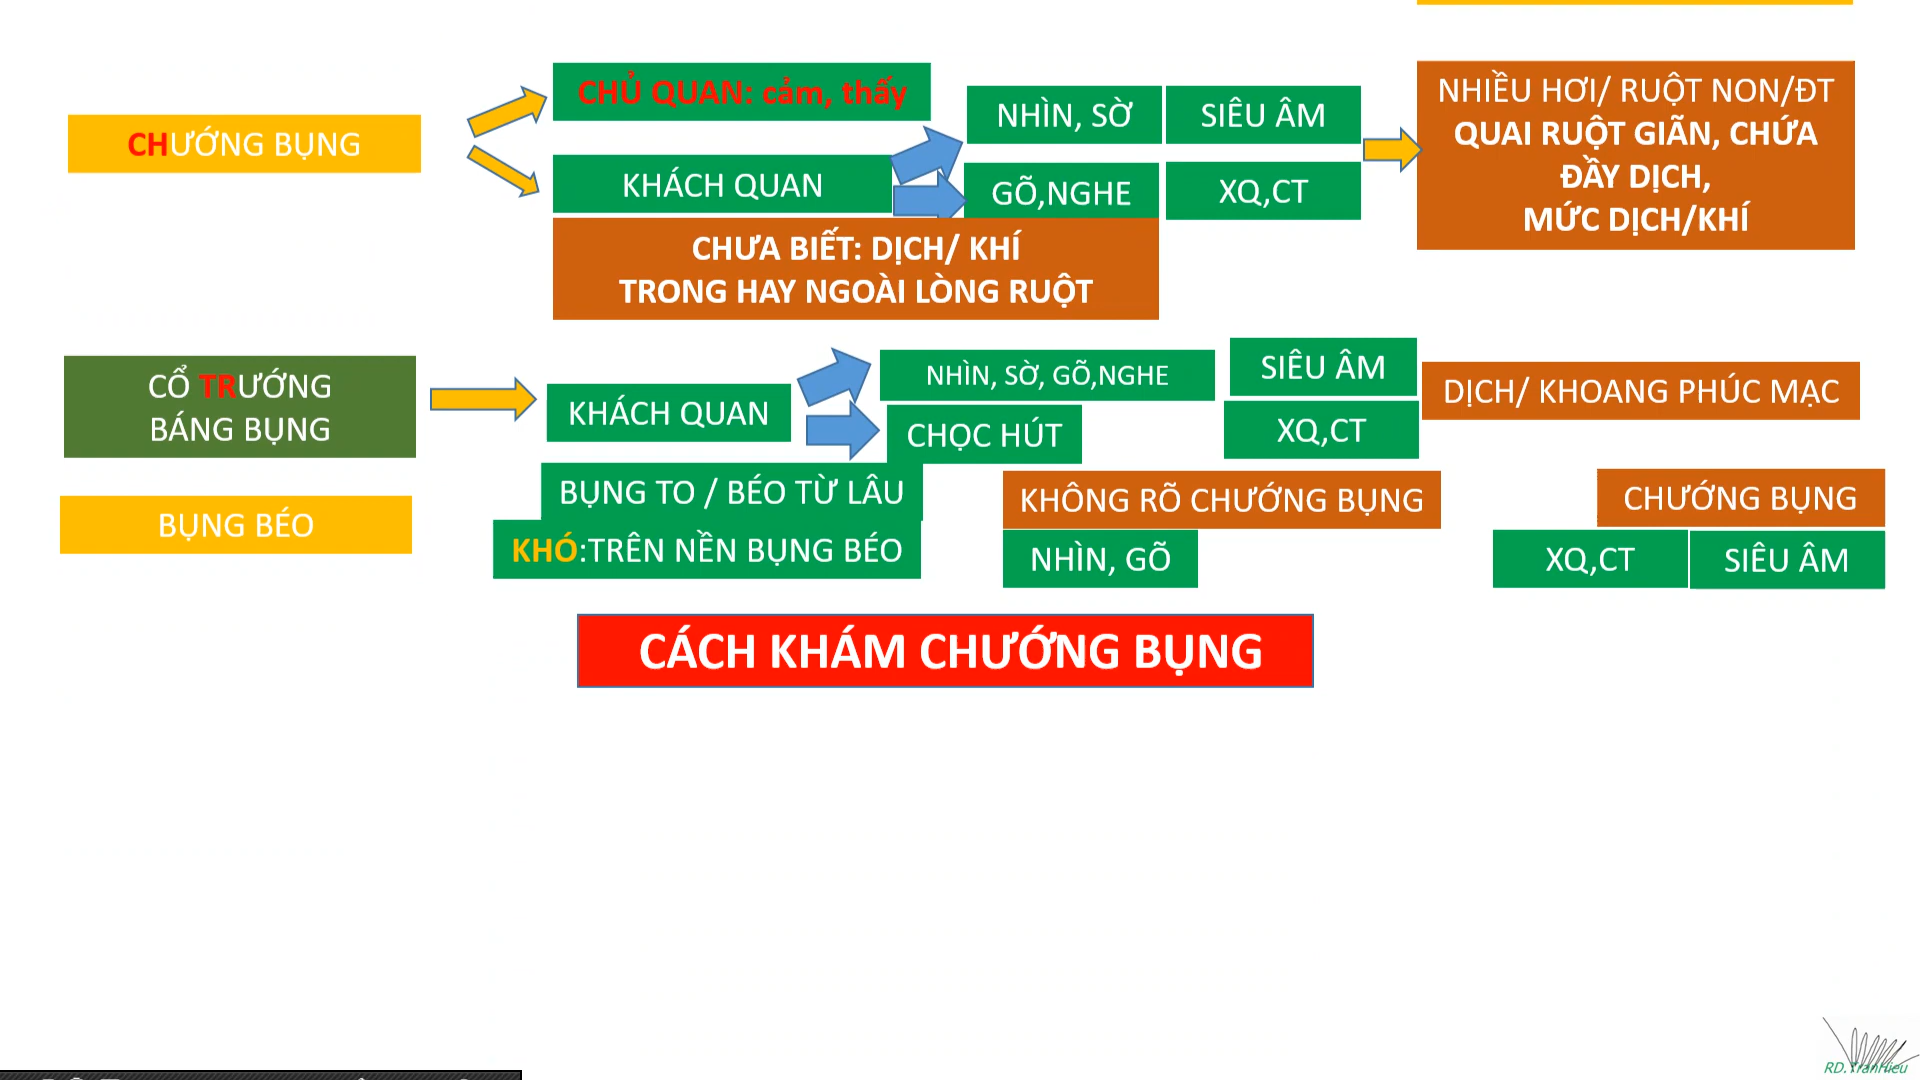 CHƯỚNG BỤNG
CHỦ QUAN: cảm, thấy
KHÁCH QUAN
NHÌN, SỜ
SIÊU ÂM
GÕ,NGHE
XQ,CT
NHIỀU HƠI/ RUỘT NON/ĐT
QUAI RUỘT GIÃN, CHỨA
ĐẦY DỊCH,
MỨC DỊCH/KHÍ
CHƯA BIẾT: DỊCH/ KHÍ
TRONG HAY NGOÀI LÒNG RUỘT
CỔ TRƯỚNG
BÁNG BỤNG
KHÁCH QUAN
NHÌN, SỜ, GÕ,NGHE
SIÊU ÂM
CHỌC HÚT
XQ,CT
DỊCH/ KHOANG PHÚC MẠC
BỤNG BÉO
BỤNG TO / BÉO TỪ LÂU
KHÓ:TRÊN NỀN BỤNG BÉO
KHÔNG RÕ CHƯỚNG BỤNG
NHÌN, GÕ
CHƯỚNG BỤNG
XQ,CT
SIÊU ÂM
CÁCH KHÁM CHƯỚNG BỤNG
RD.TranHieu